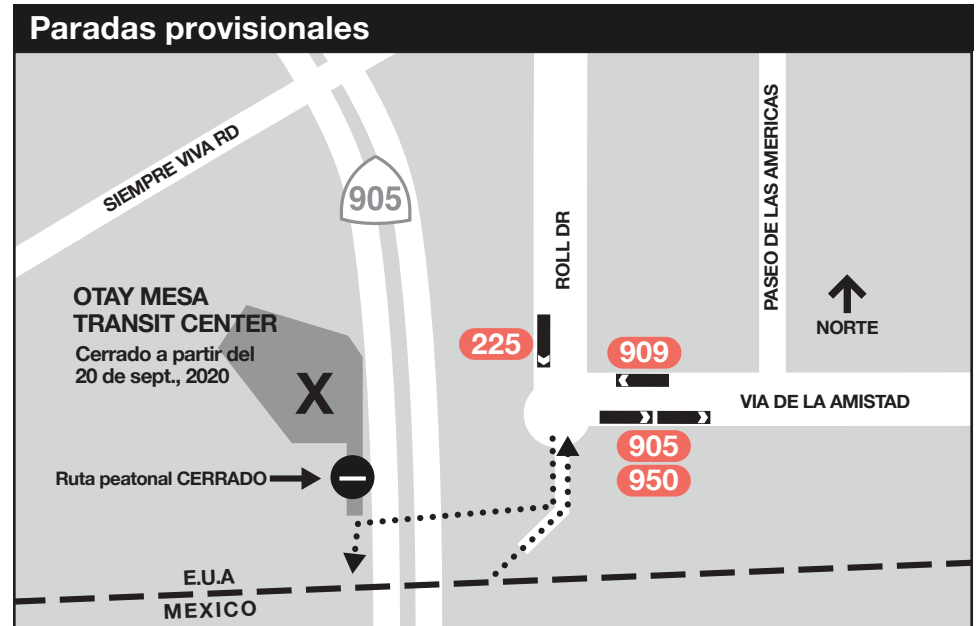 Paradas provisionales
SIEMPRE VIVA RD
905
ROLL DR
PASEO DE LAS AMERICAS
OTAY MESA
TRANSIT CENTER
Cerrado a partir del
20 de sept., 2020
X
NORTE
225
909
VIA DE LA AMISTAD
905
950
Ruta peatonal CERRADO
E.U.A
MEXICO